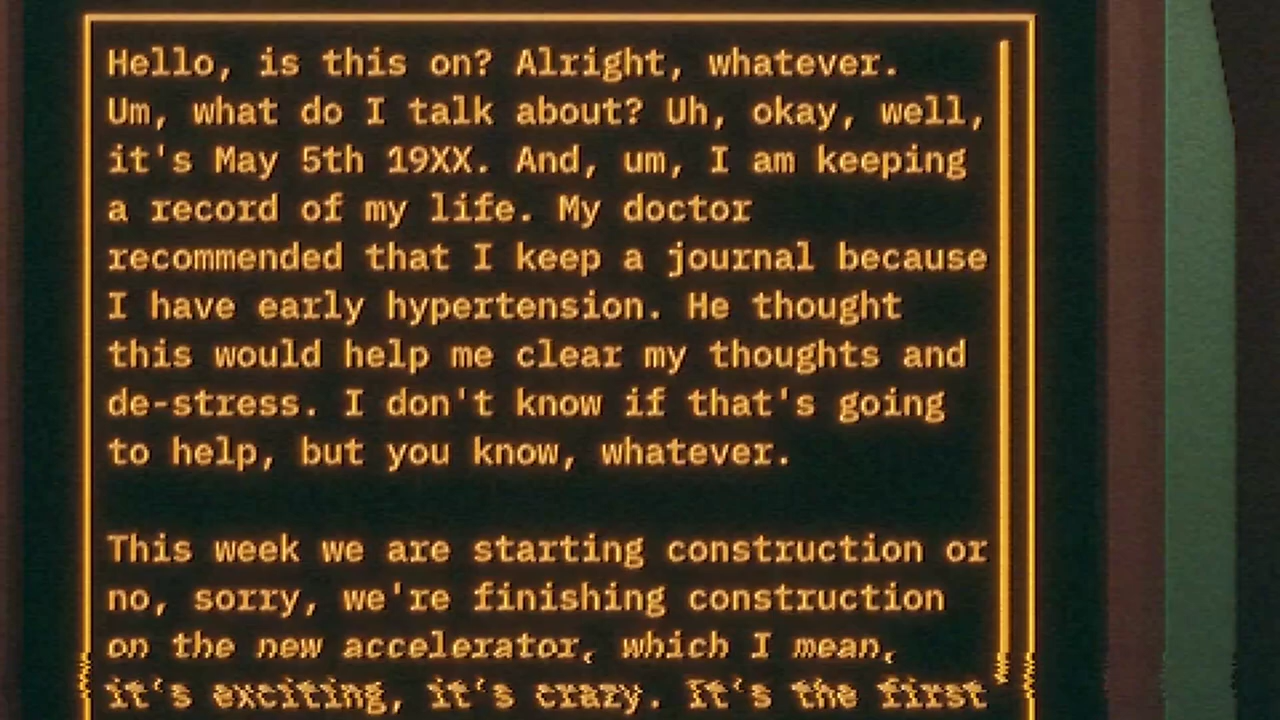 Hello, is this on? Alright, whatever.
Um, what do I talk about? Uh, okay, well,
it's May 5th 19XX. And, um, I am keeping
a record of my life. My doctor
recommended that I keep a journal because
I have early hypertension. He thought
this would help me clear my thoughts and
de-stress. I don't know if that's going
to help, but you know, whatever.
This week we are starting construction or
no, sorry, we're finishing construction
on the new accelerator, which I mean,
it's exciting, it's crazy. It's the first